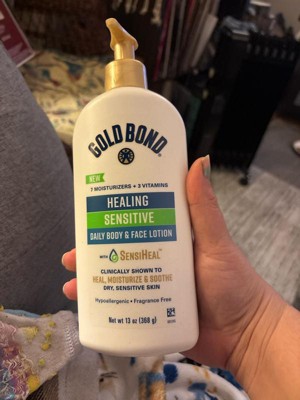 GOLD BOND
NEW
7 MOISTURIZERS + 3 VITAMINS
HEALING
SENSITIVE
DAILY BODY & FACE LOTION
WITH SENSIHEAL™
CLINICALLY SHOWN TO
HEAL, MOISTURIZE & SOOTHE
DRY, SENSITIVE SKIN
Hypoallergenic • Fragrance Free
Net wt 13 oz (368 g)